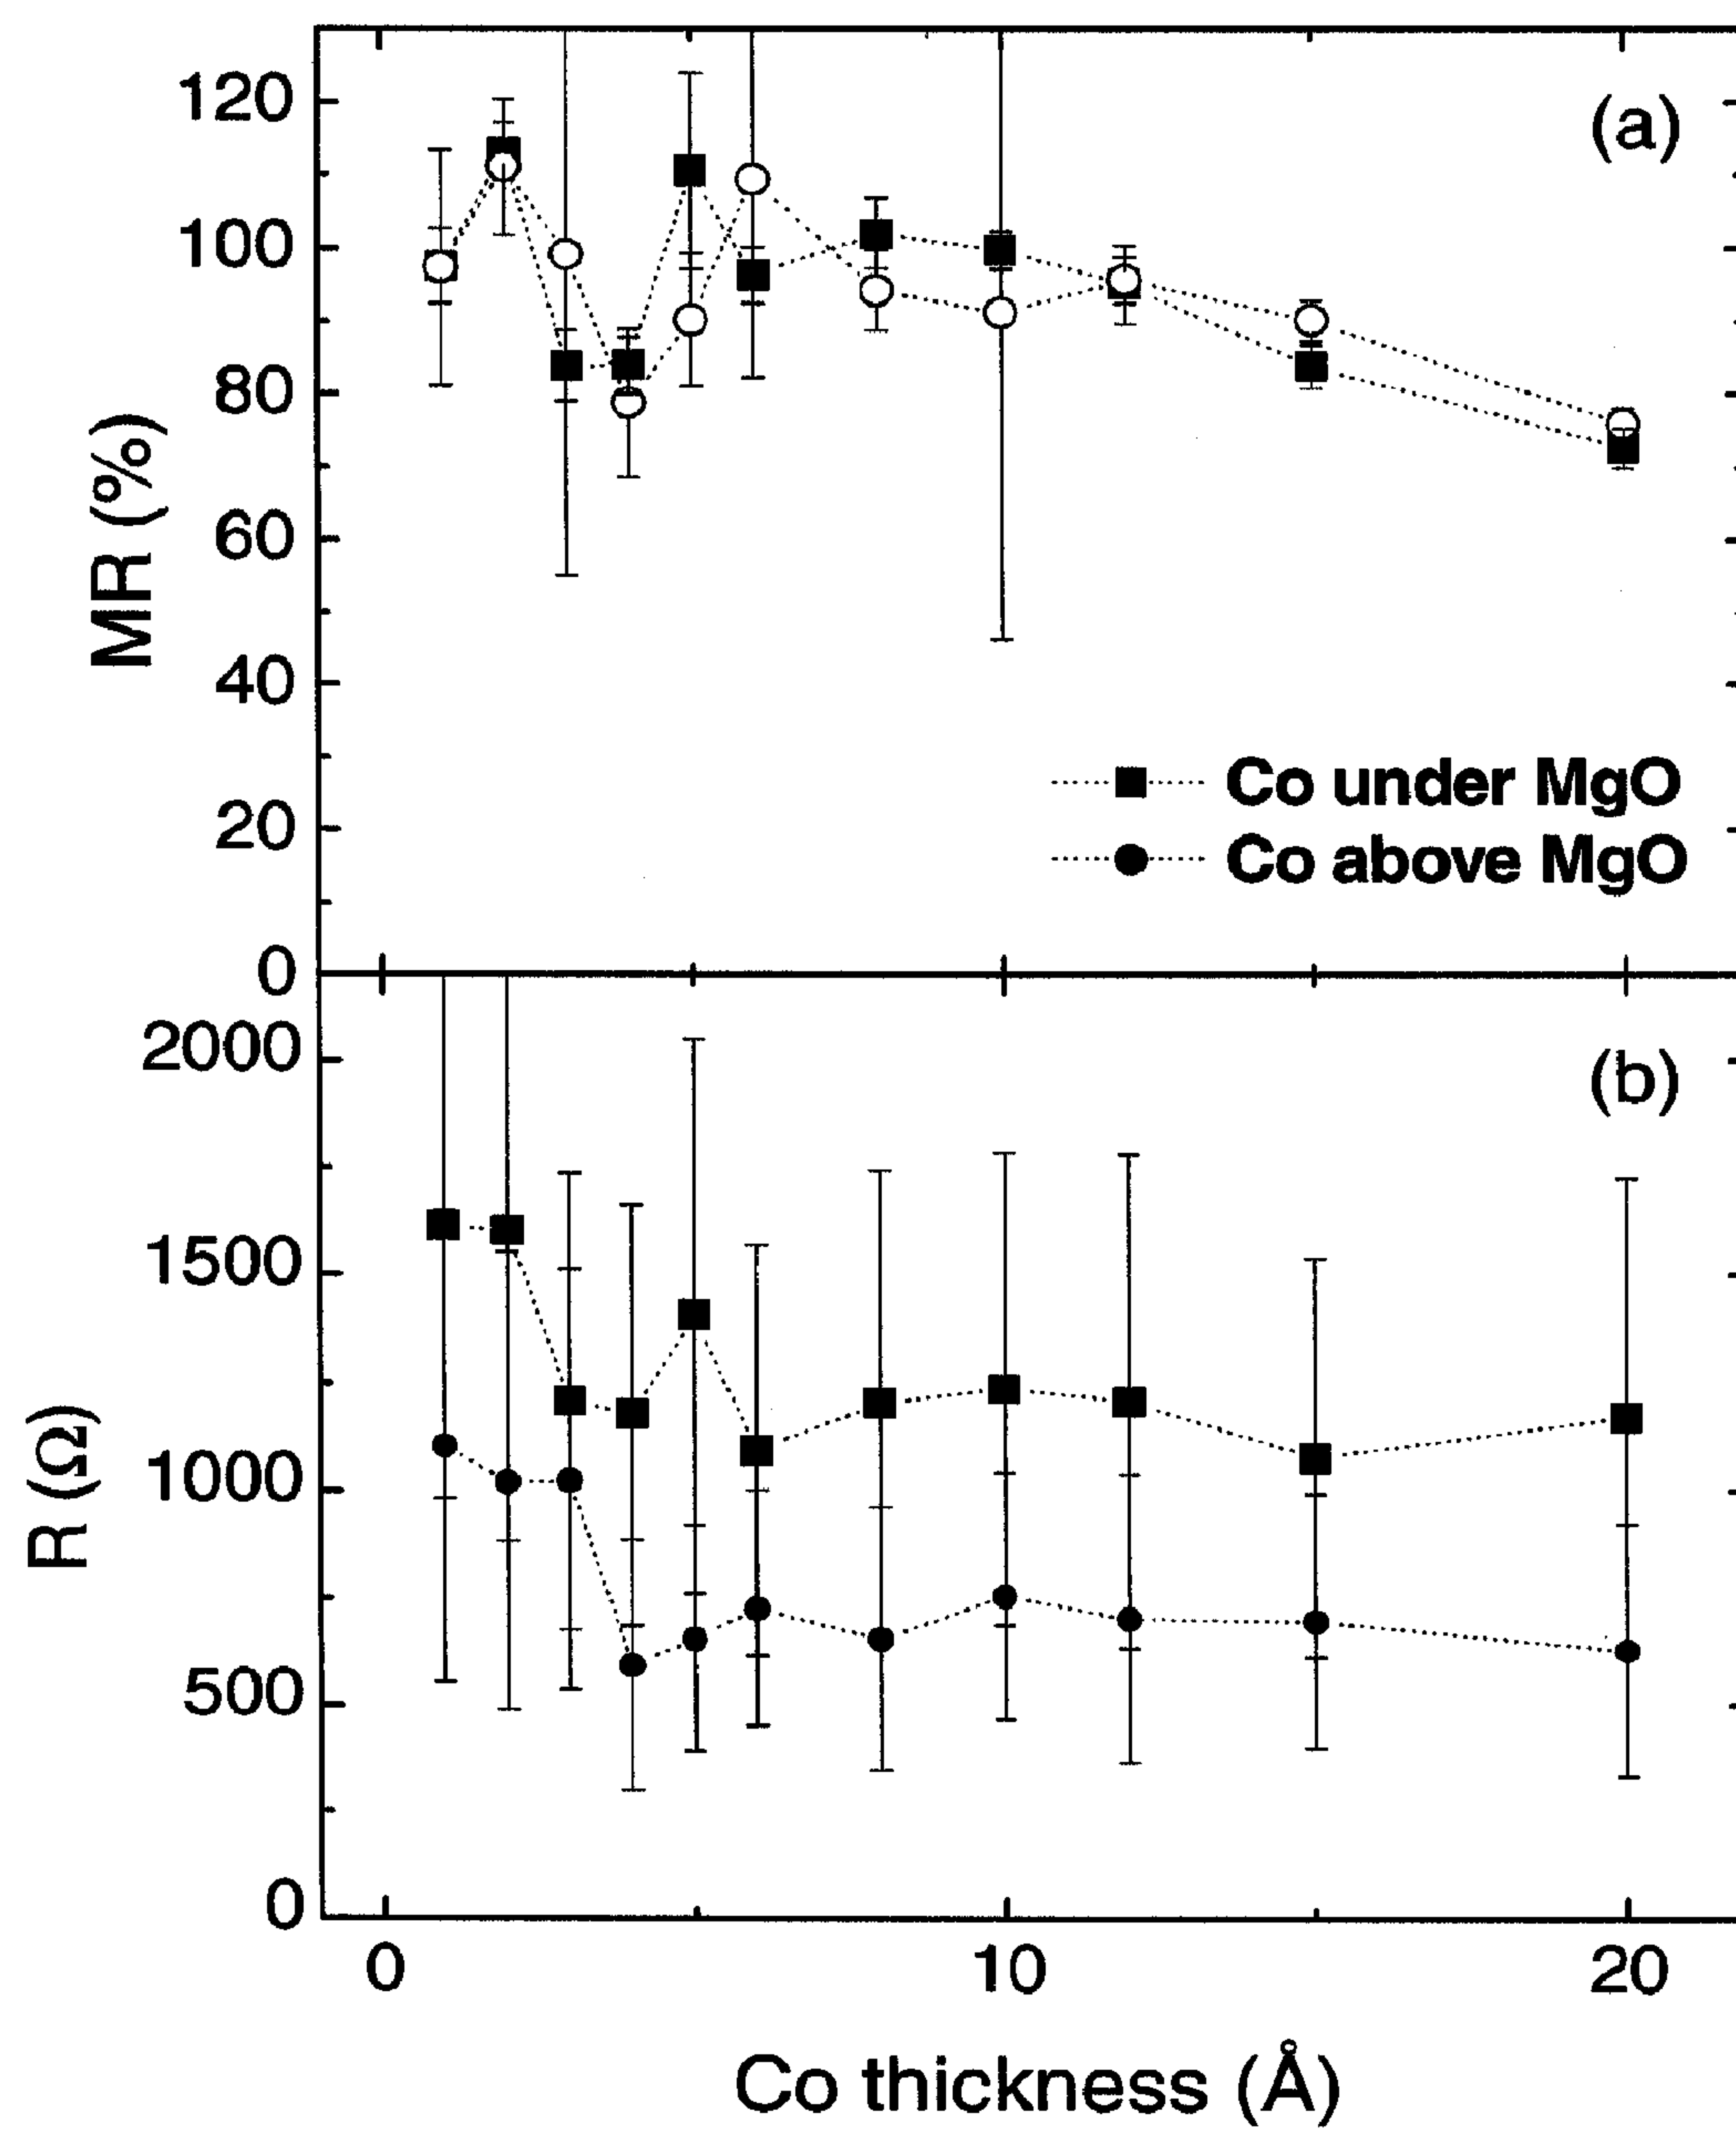 (a)
120
100
80
60
40
20
0
MR (%)
Co under MgO
Co above MgO
(b)
2000
1500
1000
500
0
R (Ω)
0 10 20
Co thickness (Å)